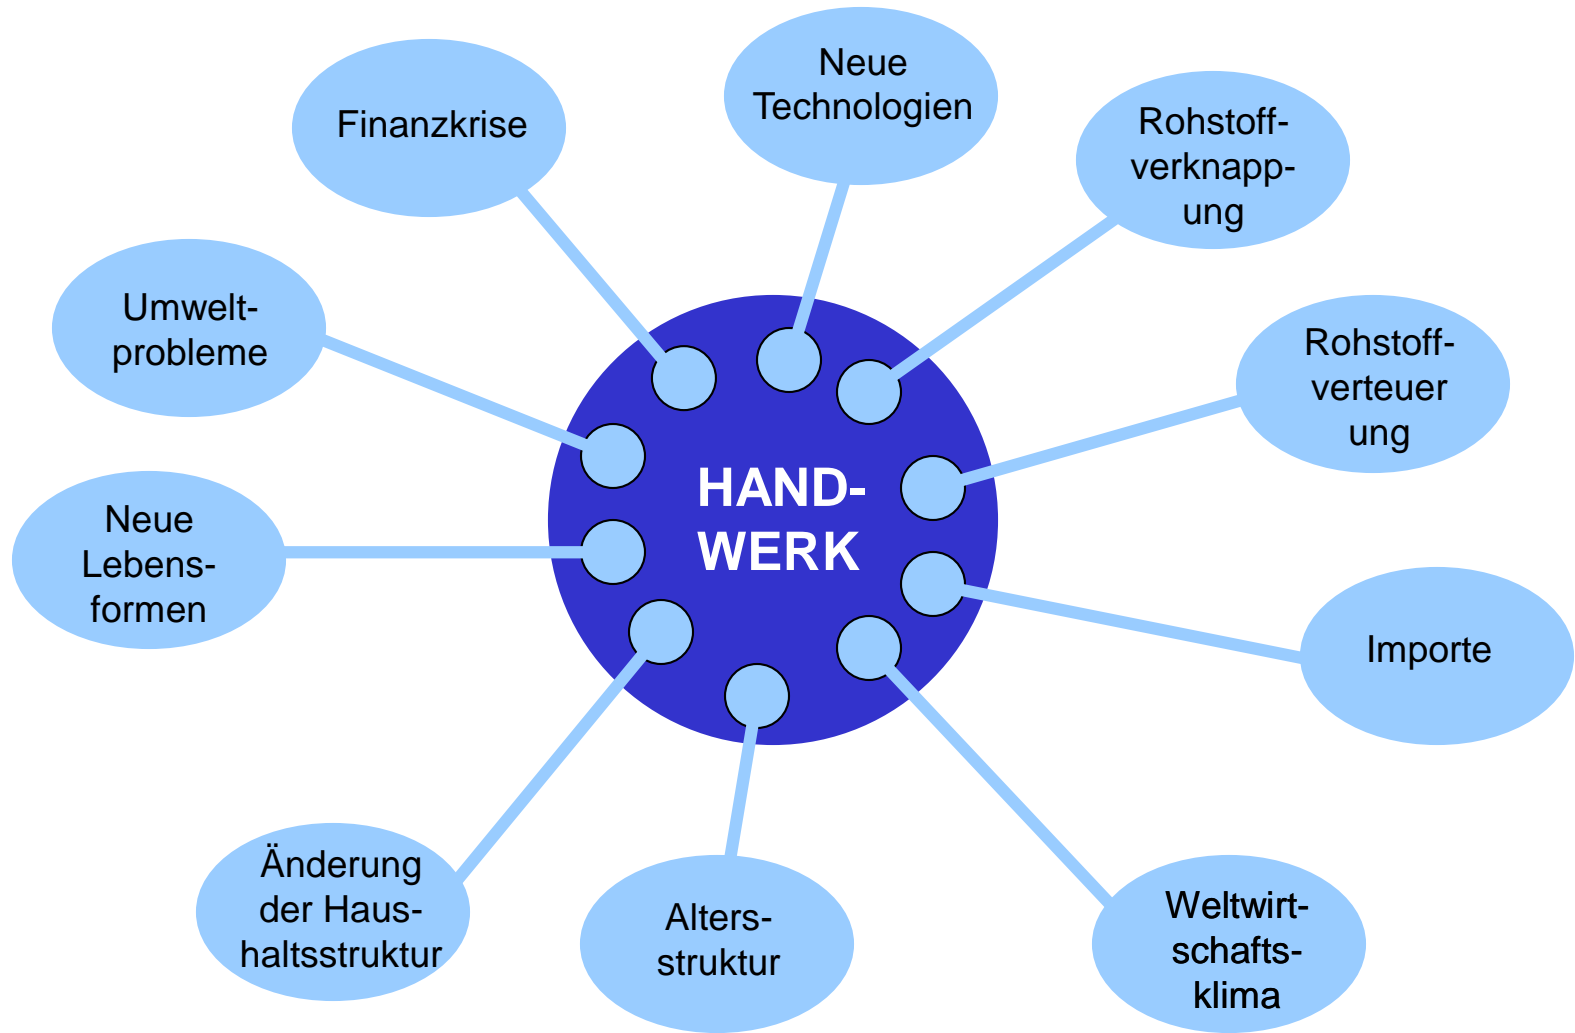 Neue
Technologien
Finanzkrise
Rohstoff-
verknapp-
ung
Umwelt-
probleme
Rohstoff-
verteuer
ung
HAND-
WERK
Neue
Lebens-
formen
Importe
Änderung
der Haus-
haltsstruktur
Alters-
struktur
Weltwirt-
schafts-
klima